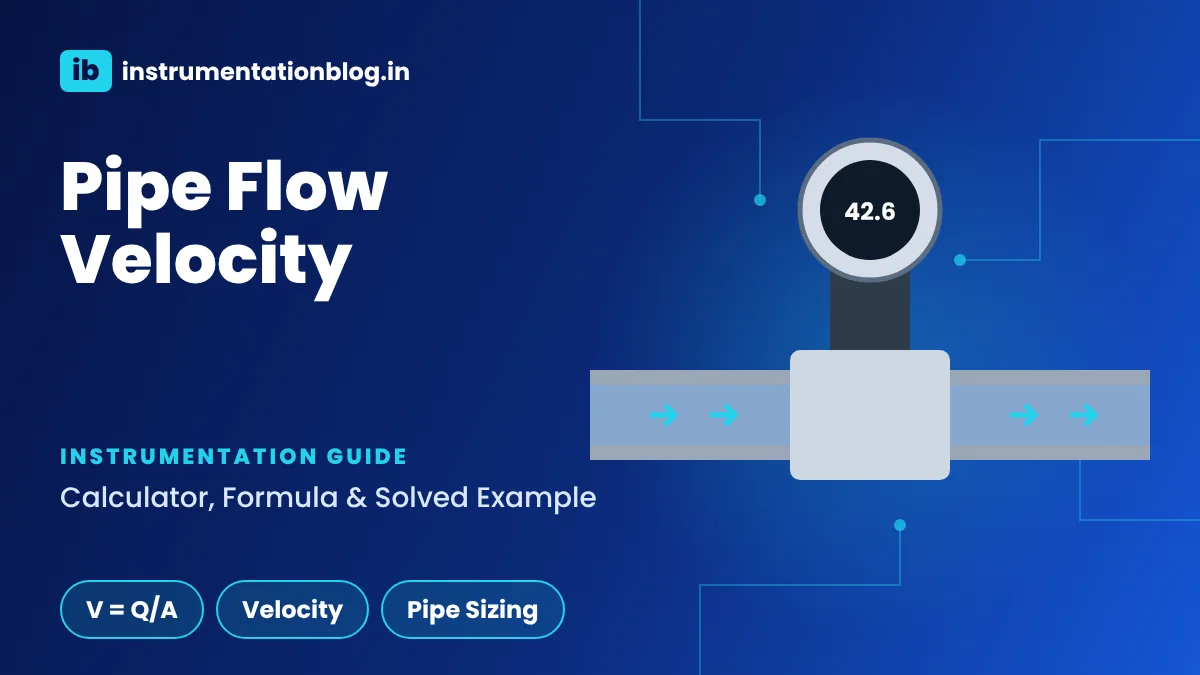 ib instrumentationblog.in
Pipe Flow
Velocity
42.6
INSTRUMENTATION GUIDE
Calculator, Formula & Solved Example
V = Q/A
Velocity
Pipe Sizing